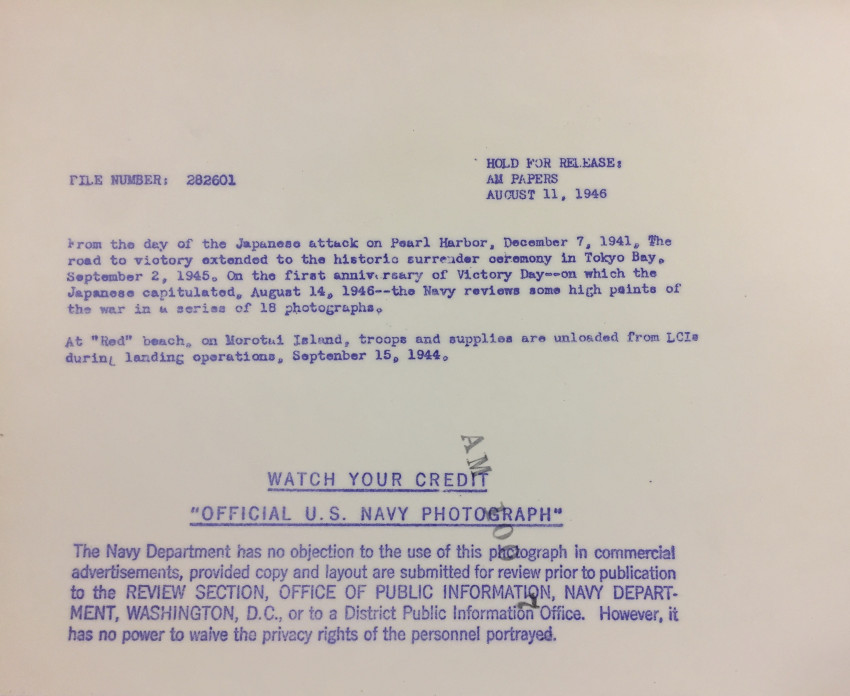 HOLD FOR RELEASE:
FILE NUMBER: 282601
AM PAPERS
AUGUST 11, 1946
From the day of the Japanese attack on Pearl Harbor, December 7, 1941, The
road to victory extended to the historic surrender ceremony in Tokyo Bay,
September 2, 1945. On the first anniversary of Victory Day--on which the
Japanese capitulated, August 14, 1946--the Navy reviews some high points of
the war in a series of 18 photographs.
At "Red" beach, on Morotai Island, troops and supplies are unloaded from LCIs
during landing operations, September 15, 1944.
WATCH YOUR CREDIT
"OFFICIAL U.S. NAVY PHOTOGRAPH"
The Navy Department has no objection to the use of this photograph in commercial
advertisements, provided copy and layout are submitted for review prior to publication
to the REVIEW SECTION, OFFICE OF PUBLIC INFORMATION, NAVY DEPART-
MENT, WASHINGTON, D.C., or to a District Public Information Office. However, it
has no power to waive the privacy rights of the personnel portrayed.
AM